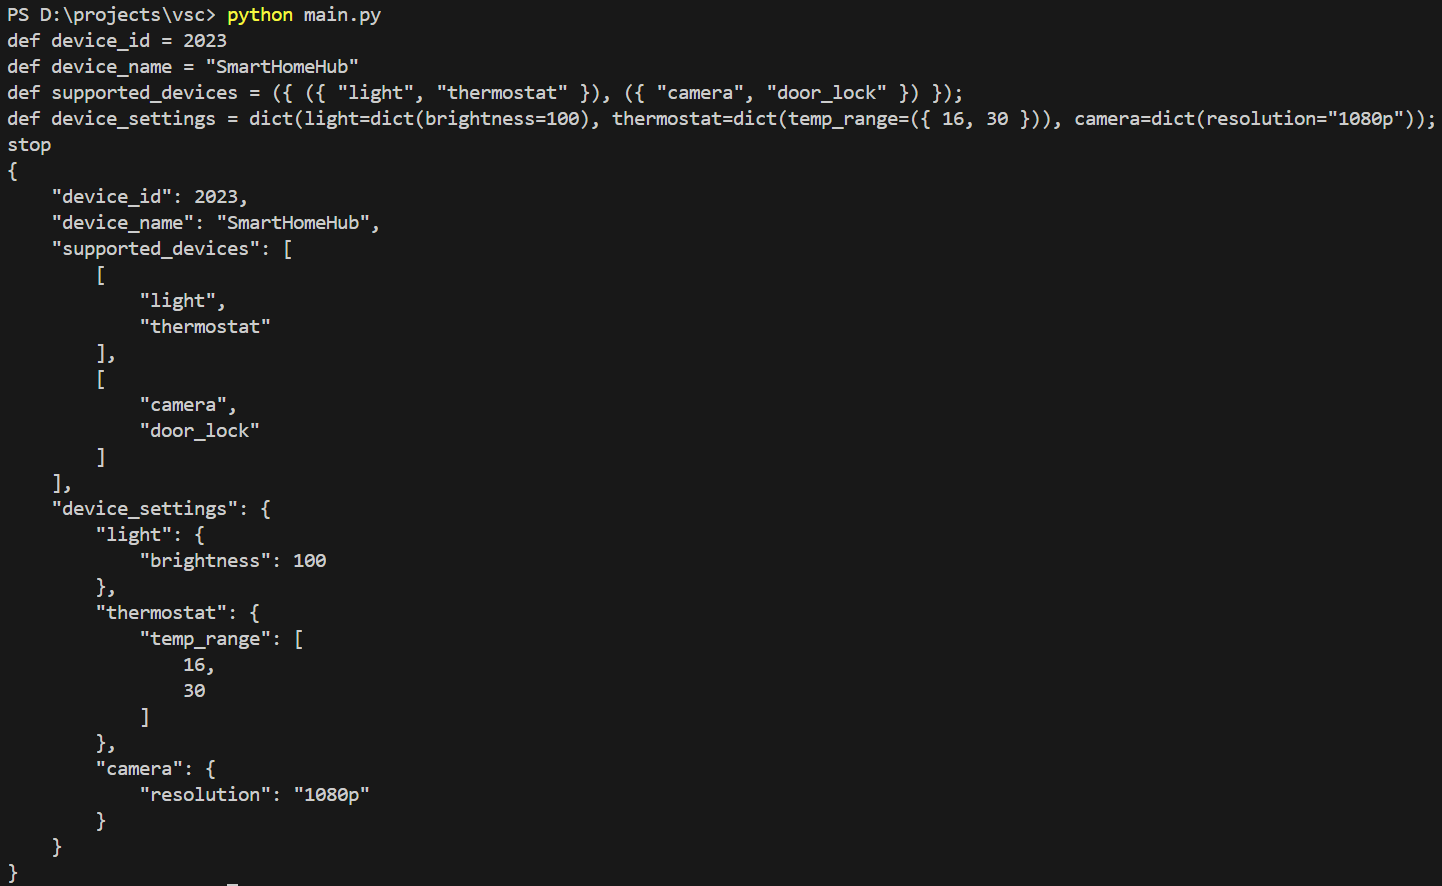 PS D:\projects\vsc> python main.py
def device_id = 2023
def device_name = "SmartHomeHub"
def supported_devices = ({ ({ "light", "thermostat" }), ({ "camera", "door_lock" }) });
def device_settings = dict(light=dict(brightness=100), thermostat=dict(temp_range=({ 16, 30 })), camera=dict(resolution="1080p"));
stop
{
    "device_id": 2023,
    "device_name": "SmartHomeHub",
    "supported_devices": [
        [
            "light",
            "thermostat"
        ],
        [
            "camera",
            "door_lock"
        ]
    ],
    "device_settings": {
        "light": {
            "brightness": 100
        },
        "thermostat": {
            "temp_range": [
                16,
                30
            ]
        },
        "camera": {
            "resolution": "1080p"
        }
    }
}